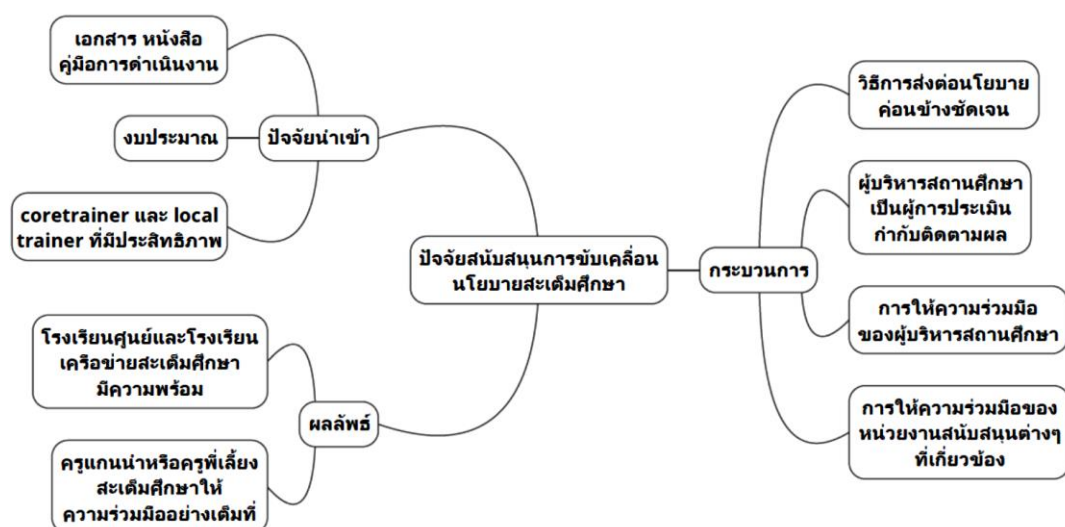 เอกสาร หนังสือ
คู่มือการดำเนินงาน
งบประมาณ
ปัจจัยนำเข้า
coretrainer และ local
trainer ที่มีประสิทธิภาพ
ปัจจัยสนับสนุนการขับเคลื่อน
นโยบายสะเต็มศึกษา
โรงเรียนศูนย์และโรงเรียน
เครือข่ายสะเต็มศึกษา
มีความพร้อม
ผลลัพธ์
ครูแกนนำหรือครูพี่เลี้ยง
สะเต็มศึกษาให้
ความร่วมมืออย่างเต็มที่
กระบวนการ
วิธีการส่งต่อนโยบาย
ค่อนข้างชัดเจน
ผู้บริหารสถานศึกษา
เป็นผู้การประเมิน
กำกับติดตามผล
การให้ความร่วมมือ
ของผู้บริหารสถานศึกษา
การให้ความร่วมมือของ
หน่วยงานสนับสนุนต่างๆ
ที่เกี่ยวข้อง